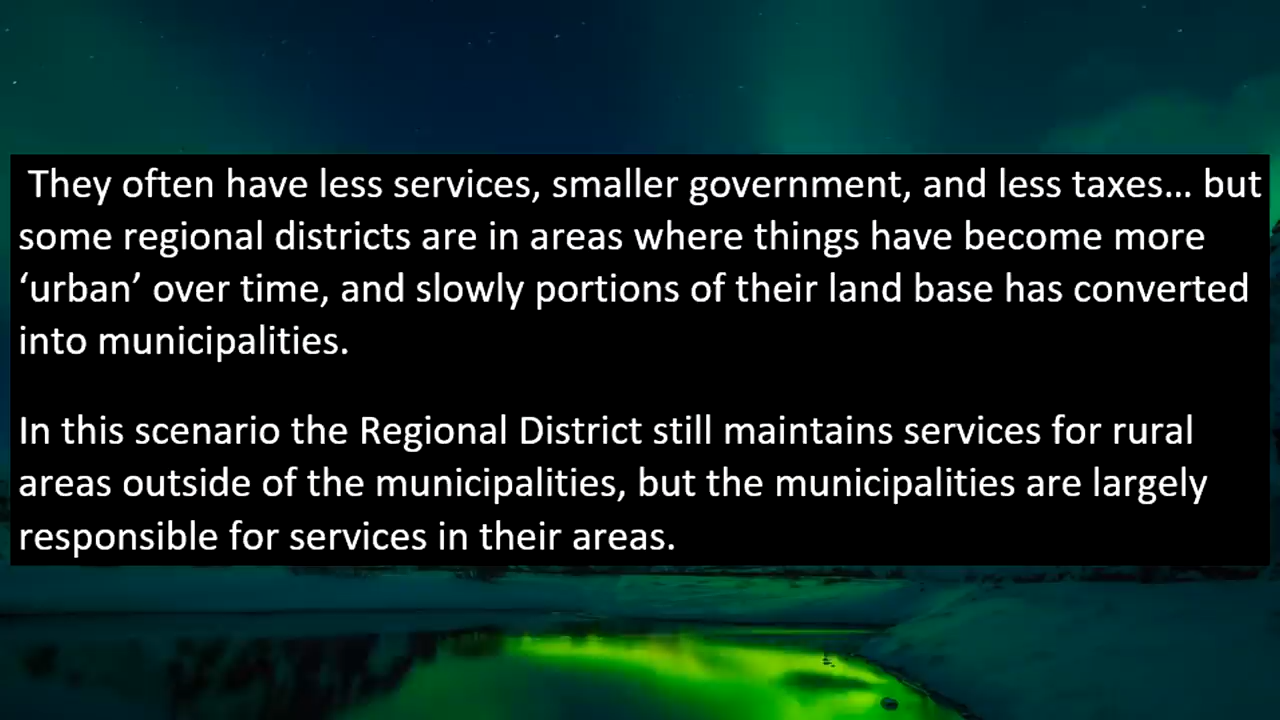 They often have less services, smaller government, and less taxes... but
some regional districts are in areas where things have become more
‘urban’ over time, and slowly portions of their land base has converted
into municipalities.
In this scenario the Regional District still maintains services for rural
areas outside of the municipalities, but the municipalities are largely
responsible for services in their areas.